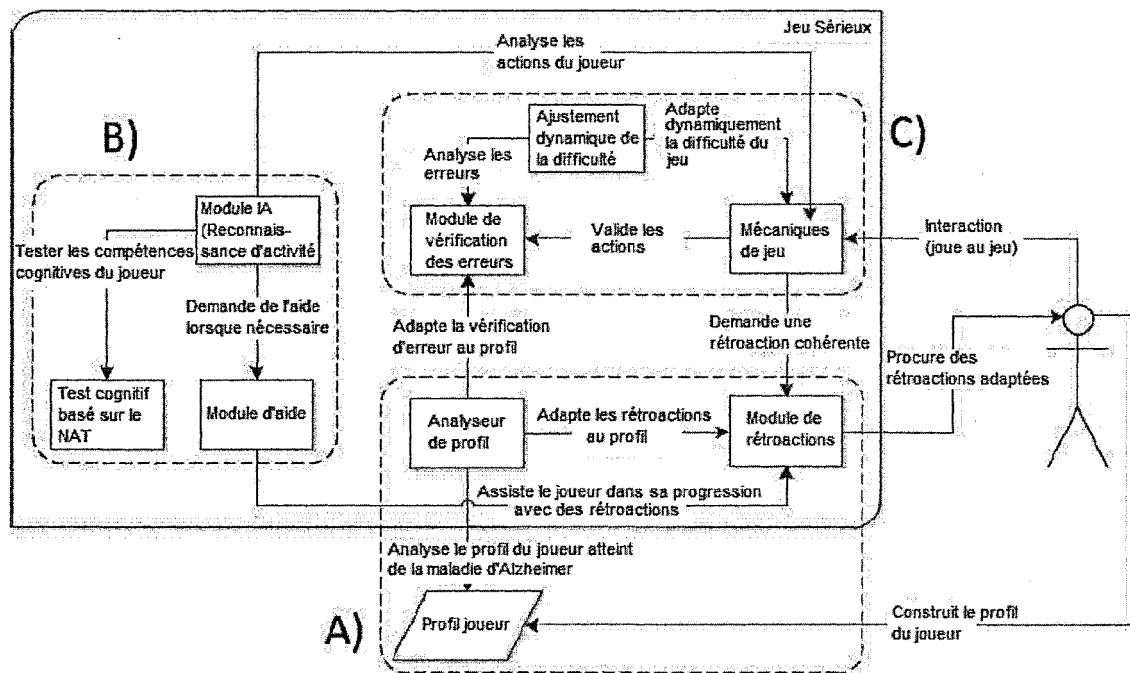 Jeu Sérieux
Analyse les
actions du joueur
B)
C)
Ajustement
dynamique de
la difficulté
Adapte
dynamiquement
la difficulté du
jeu
Analyse les
erreurs
Module IA
(Reconnais-
sance d'activité
Module de
vérification
des erreurs
Valide les
actions
Mécaniques
de jeu
Interaction
(joue au jeu)
Tester les compétences
cognitives du joueur
Demande de l'aide
lorsque nécessaire
Adapte la vérification
d'erreur au profil
Demande une
rétroaction cohérente
Procure des
rétroactions adaptées
Test cognitif
basé sur le
NAT
Module d'aide
Analyseur
de profil
Adapte les rétroactions
au profil
Module de
rétroactions
Assiste le joueur dans sa progression
avec des rétroactions
Analyse le profil du joueur atteint
de la maladie d'Alzheimer
A)
Profil joueur
Construit le profil
du joueur